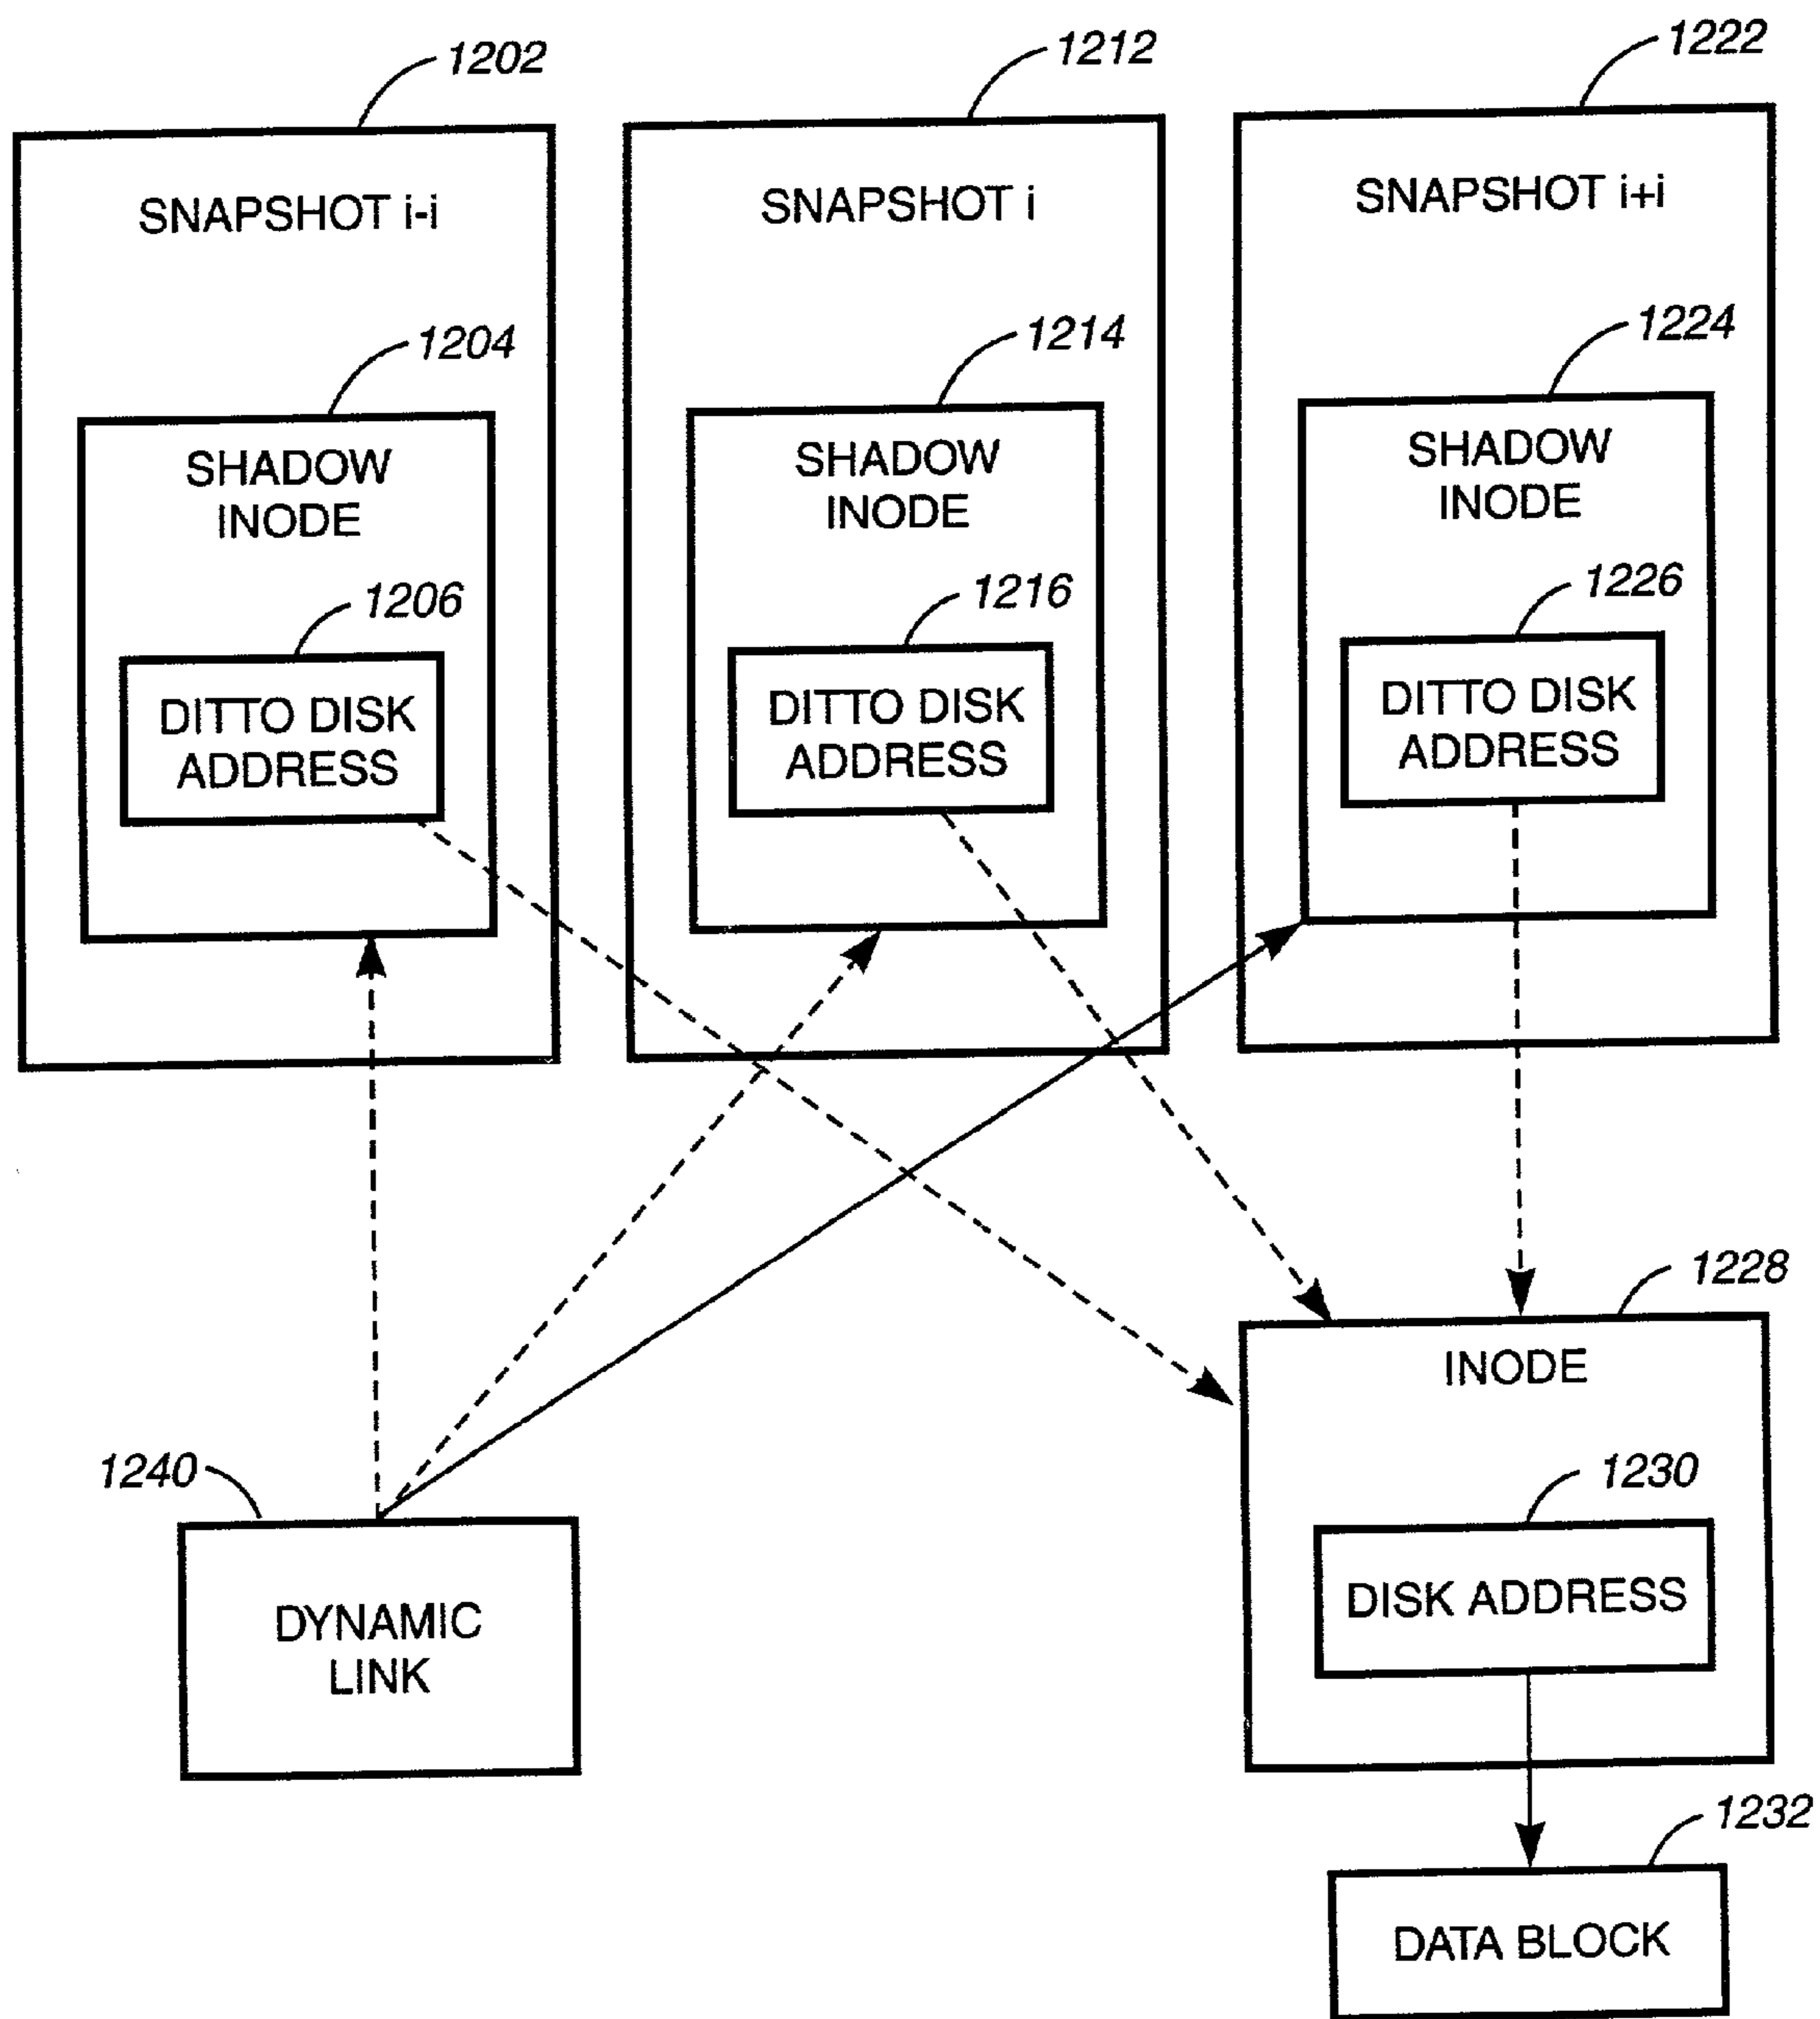 1202
1212
1222
SNAPSHOT i-i
SNAPSHOT i
SNAPSHOT i+i
1204
1214
1224
SHADOW
INODE
SHADOW
INODE
SHADOW
INODE
1206
1216
1226
DITTO DISK
ADDRESS
DITTO DISK
ADDRESS
DITTO DISK
ADDRESS
1228
INODE
1240
1230
DYNAMIC
LINK
DISK ADDRESS
1232
DATA BLOCK